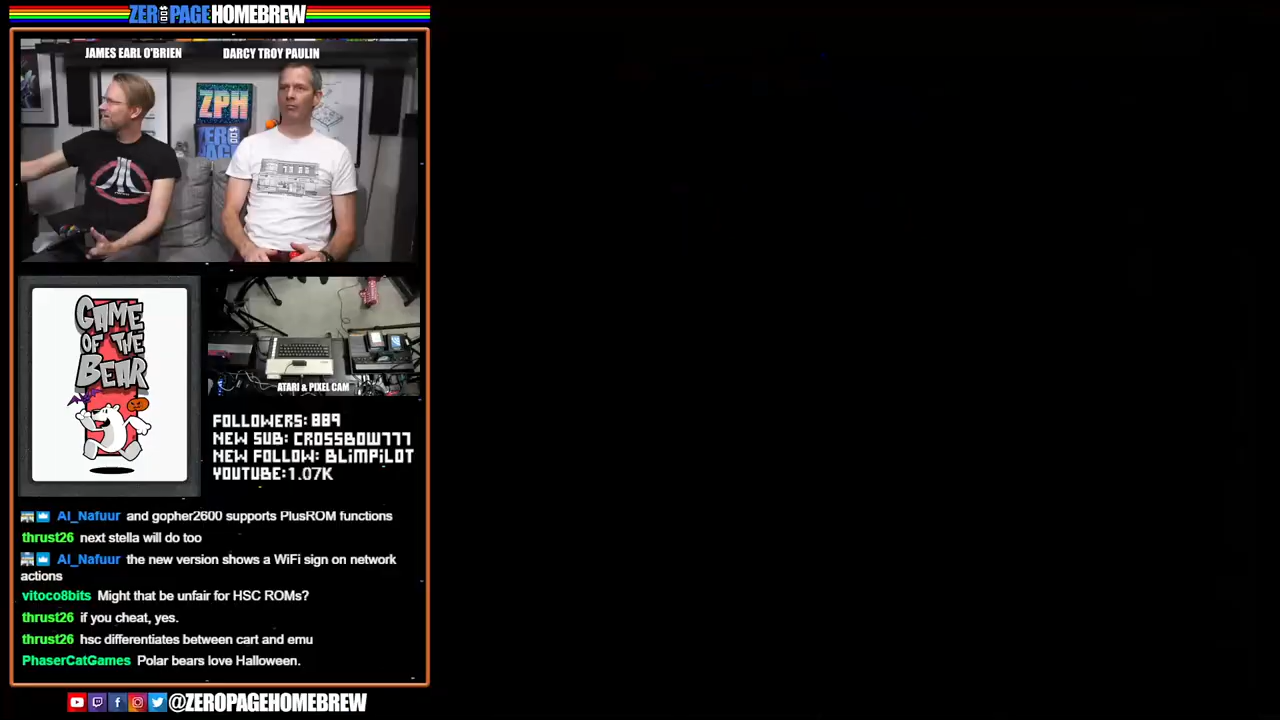 ZER$00PAGEHOMEBREW
JAMES EARL O'BRIEN
DARCY TROY PAULIN
ZPH
GAME
OF THE
BEAR
ATARI & PIXEL CAM
FOLLOWERS: 889
NEW SUB: CROSSBOW777
NEW FOLLOW: BLIMPILOT
YOUTUBE:1.07K
Al_Nafuur and gopher2600 supports PlusROM functions
thrust26 next stella will do too
Al_Nafuur the new version shows a WiFi sign on network
actions
vitoco8bits Might that be unfair for HSC ROMs?
thrust26 if you cheat, yes.
thrust26 hsc differentiates between cart and emu
PhaserCatGames Polar bears love Halloween.
@ZEROPAGEHOMEBREW